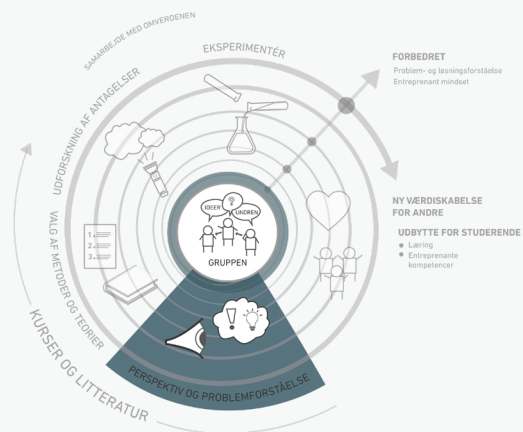 SAMARBEJDE MED OMVERDENEN
EKSPERIMENTÉR
FORBEDRET
Problem- og løsningsforståelse
Entreprenant mindset
UDFORSKNING AF ANTAGELSER
NY VÆRDISKABELSE
FOR ANDRE
UDBYTTE FOR STUDERENDE
Læring
Entreprenante
kompetencer
IDEER
?
UNDREN
GRUPPEN
VALG AF METODER OG TEORIER
1.
2.
3.
!
KURSER OG LITTERATUR
PERSPEKTIV OG PROBLEMFORSTÅELSE